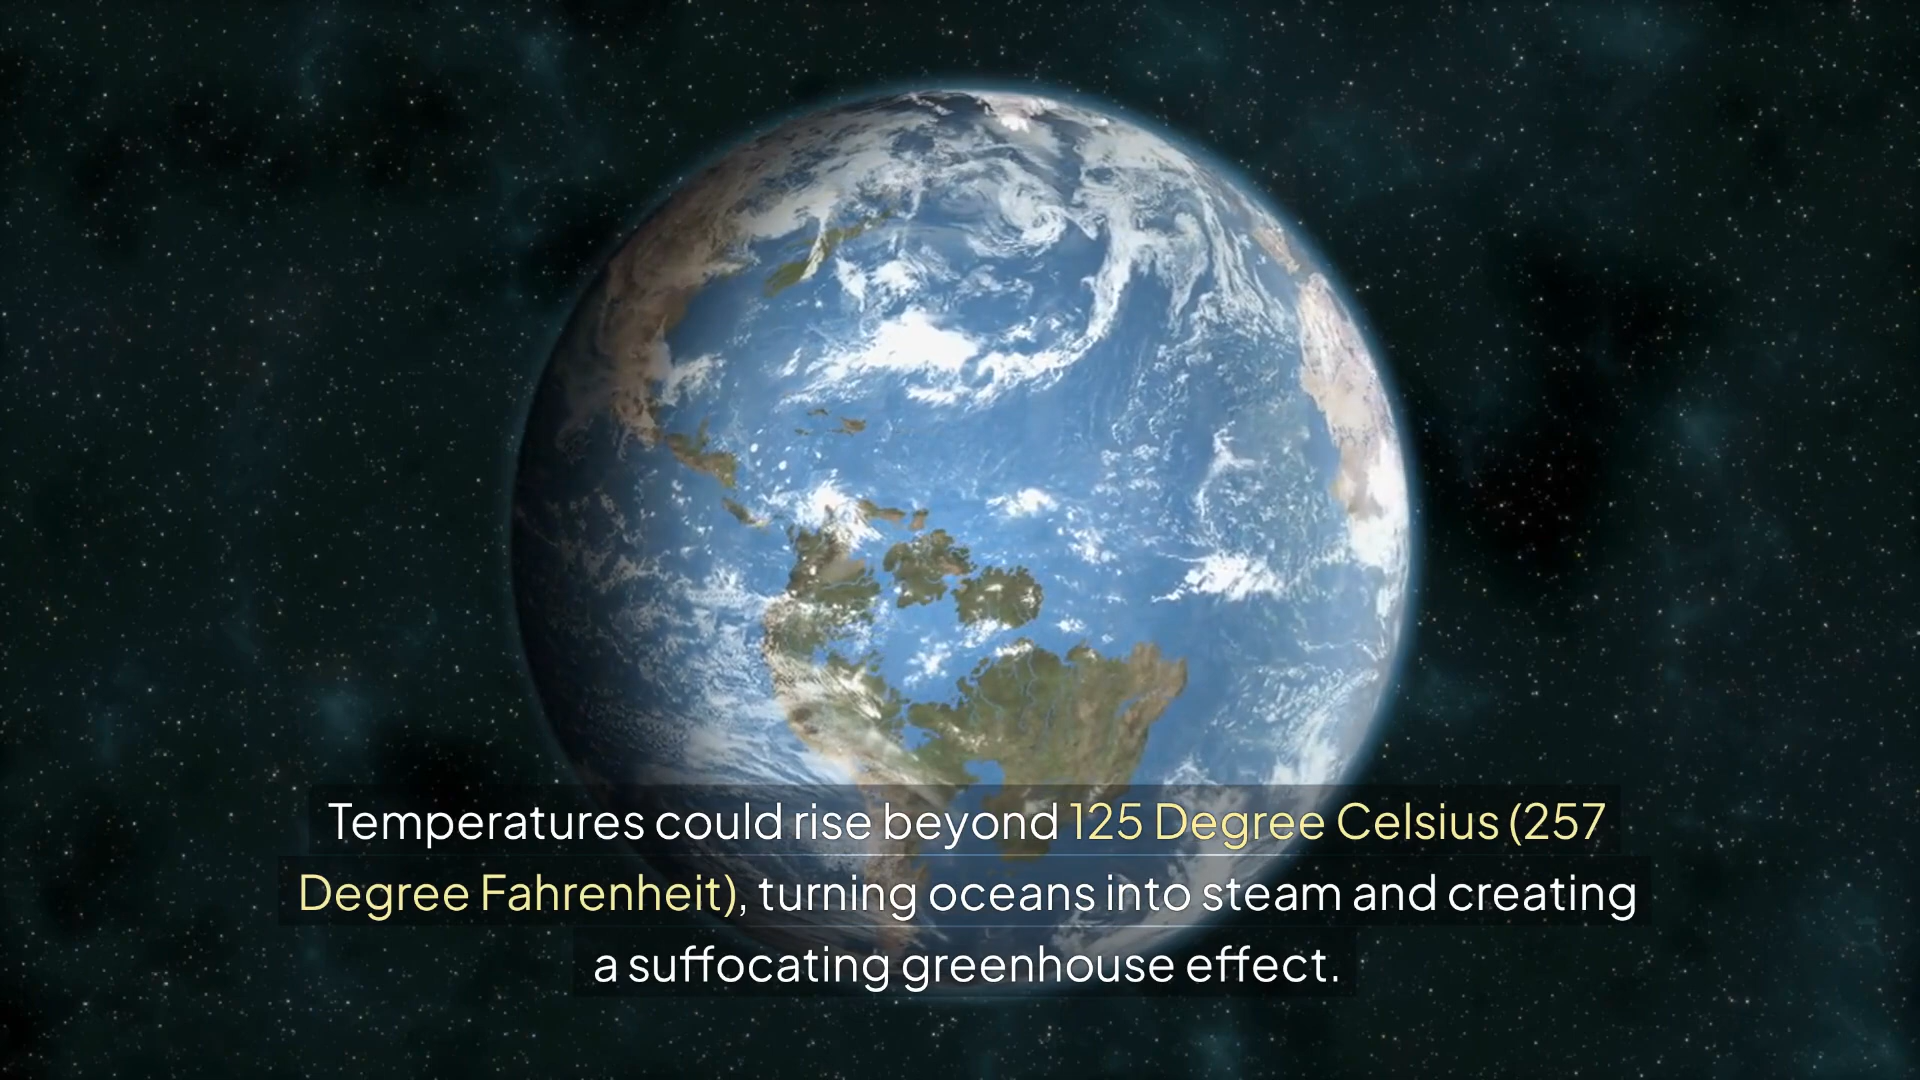 Temperatures could rise beyond 125 Degree Celsius (257
Degree Fahrenheit), turning oceans into steam and creating
a suffocating greenhouse effect.